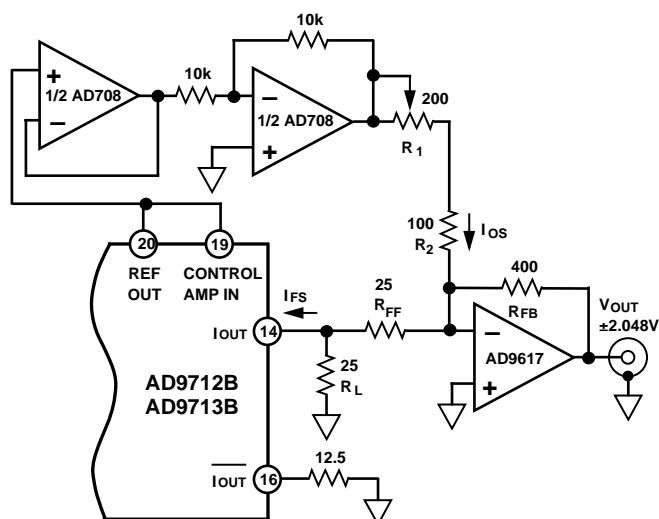 10k
10k
+
1/2 AD708
–
–
1/2 AD708
+
200
R1
100
R2
IOS
20
19
REF
OUT
CONTROL
AMP IN
IFS
25
RFF
400
RFB
VOUT
±2.048V
IOUT
14
–
AD9617
+
25
RL
AD9712B
AD9713B
12.5
IOUT
16